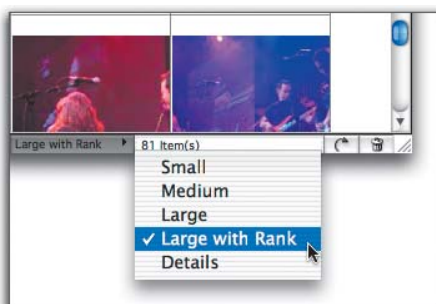 Large with Rank 81 Item(s)
Small
Medium
Large
✓ Large with Rank
Details